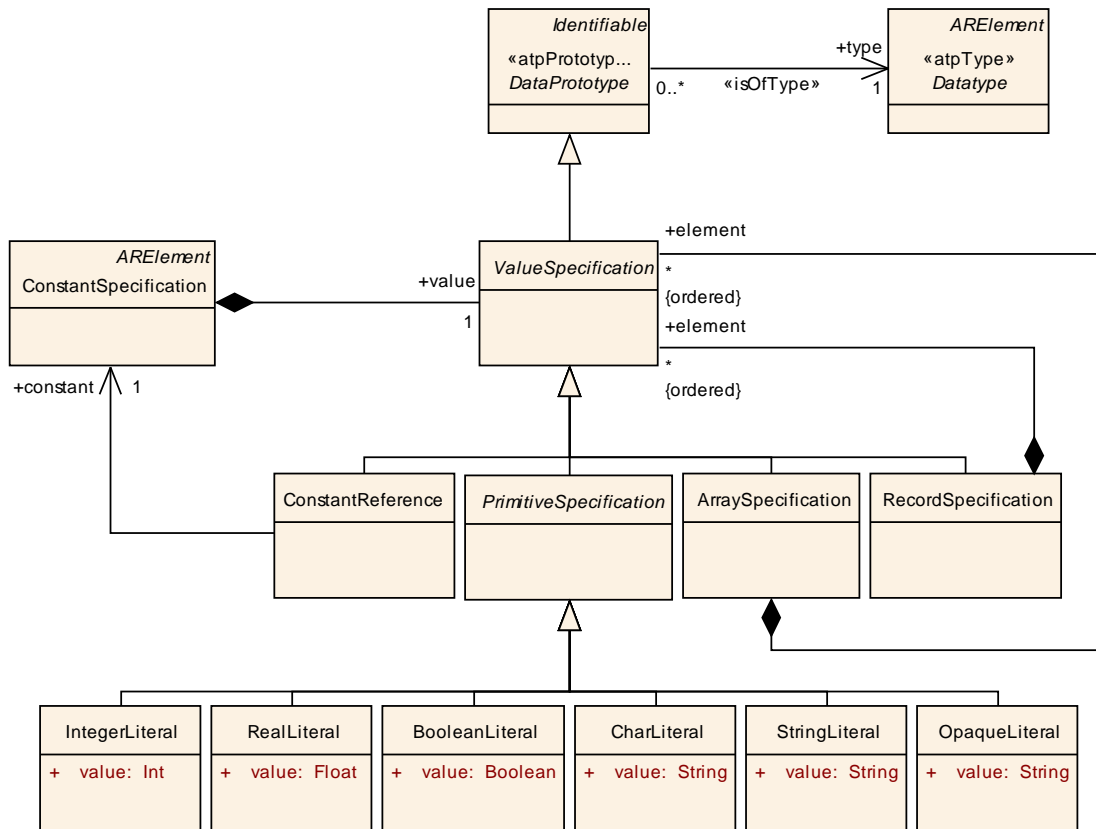 Identifiable
«atpPrototyp...
DataPrototype
+type
0..*
«isOfType»
1
ARElement
«atpType»
Datatype
ARElement
ConstantSpecification
+value
1
ValueSpecification
+element
*
{ordered}
+element
*
{ordered}
+constant
1
ConstantReference
PrimitiveSpecification
ArraySpecification
RecordSpecification
IntegerLiteral
+ value: Int
RealLiteral
+ value: Float
BooleanLiteral
+ value: Boolean
CharLiteral
+ value: String
StringLiteral
+ value: String
OpaqueLiteral
+ value: String